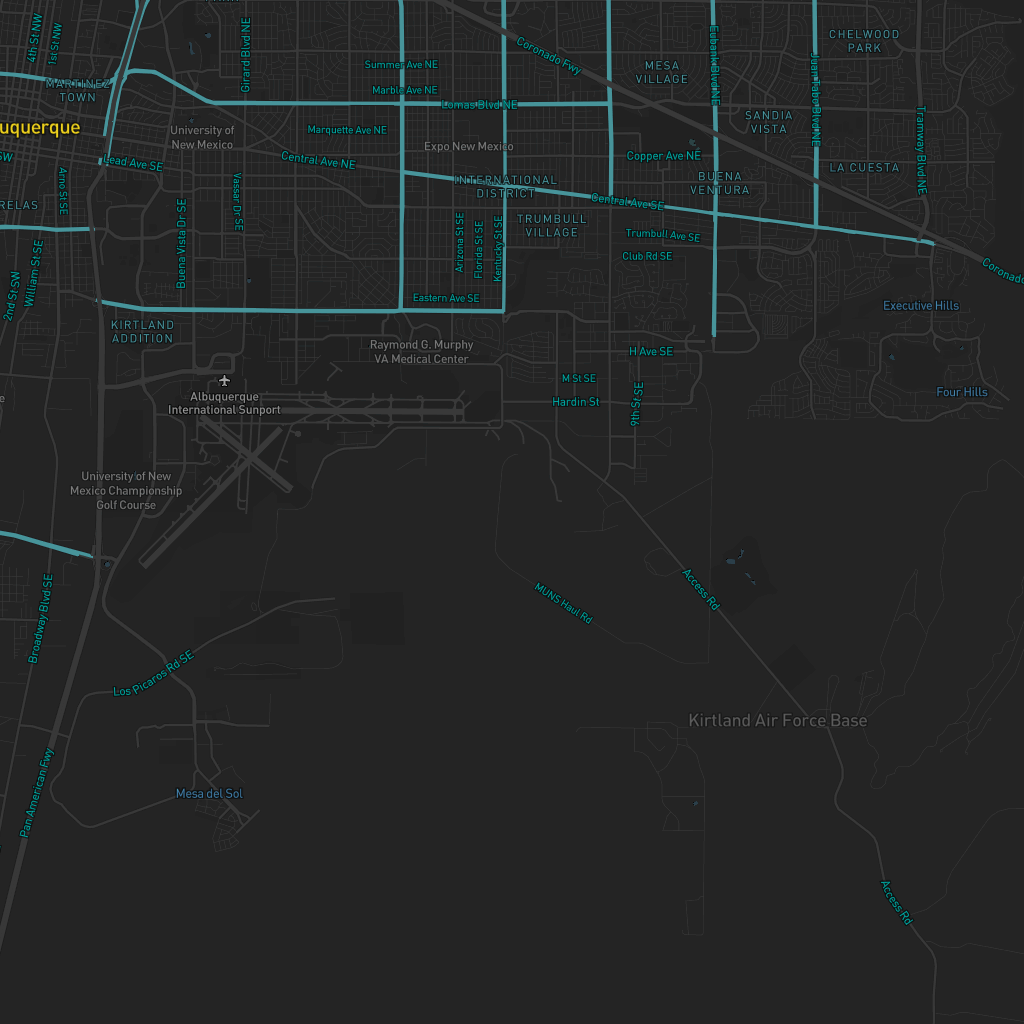 4th St NW
1st St NW
Girard Blvd NE
Summer Ave NE
Coronado Fwy
MESA
VILLAGE
Eubank Blvd NE
CHELWOOD
PARK
Juan Tabo Blvd NE
MARTINEZ
TOWN
Marble Ave NE
Lomas Blvd NE
uquerque
University of
New Mexico
Marquette Ave NE
Expo New Mexico
SANDIA
VISTA
Tramway Blvd NE
SW
Lead Ave SE
Central Ave NE
Copper Ave NE
LA CUESTA
Arno St SE
Vassar Dr SE
INTERNATIONAL
DISTRICT
BUENA
VENTURA
RELAS
Buena Vista Dr SE
Central Ave SE
Arizona St SE
Florida St SE
Kentucky St SE
TRUMBULL
VILLAGE
Trumbull Ave SE
Club Rd SE
Coronado
2nd St SW
William St SE
Eastern Ave SE
Executive Hills
KIRTLAND
ADDITION
Raymond G. Murphy
VA Medical Center
H Ave SE
M St SE
Hardin St
9th St SE
Four Hills
e
Albuquerque
International Sunport
University of New
Mexico Championship
Golf Course
Broadway Blvd SE
MUNS Haul Rd
Access Rd
Los Picaros Rd SE
Kirtland Air Force Base
Pan American Fwy
Mesa del Sol
Access Rd